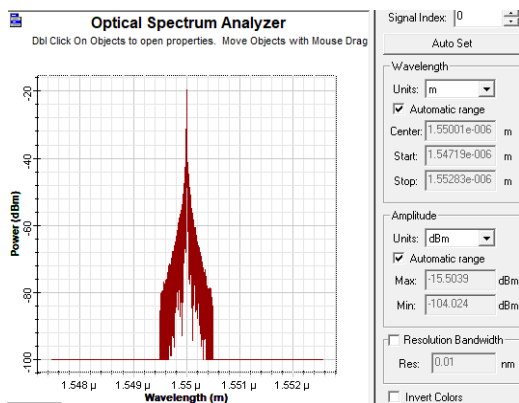 Optical Spectrum Analyzer
Dbl Click On Objects to open properties. Move Objects with Mouse Drag
Power (dBm)
-20
-40
-60
-80
-100
1.548 µ 1.549 µ 1.55 µ 1.551 µ 1.552 µ
Wavelength (m)
Signal Index: 0
Auto Set
Wavelength
Units: m
Automatic range
Center: 1.55001e-006 m
Start: 1.54719e-006 m
Stop: 1.55283e-006 m
Amplitude
Units: dBm
Automatic range
Max: -15.5039 dBm
Min: -104.024 dBm
Resolution Bandwidth
Res: 0.01 nm
Invert Colors